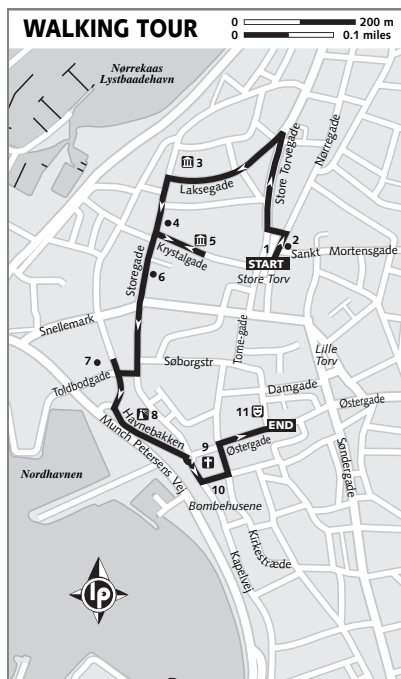 WALKING TOUR
0 200 m
0 0.1 miles
Nørrekaas
Lystbaadehavn
Nørregade
Store Torvegade
3
Laksegade
4
5
2
1
Sankt Mortensgade
START
Store Torv
Krystalgade
Storegade
6
Snellemark
Torne-gade
Lille
Torv
7
Søborgstr
Toldbodgade
Damgade
11
Østergade
8
END
Havnebakken
9
Østergade
Munch Petersens Vej
Søndergade
Nordhavnen
10
Bombehusene
Kirkestræde
Kapelvej
lp